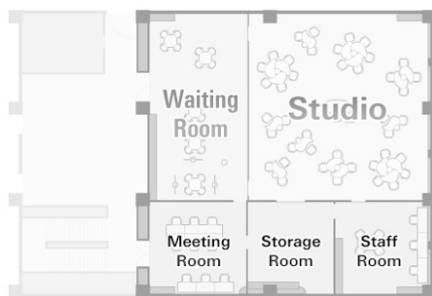 Waiting
Room
Studio
Meeting
Room
Storage
Room
Staff
Room